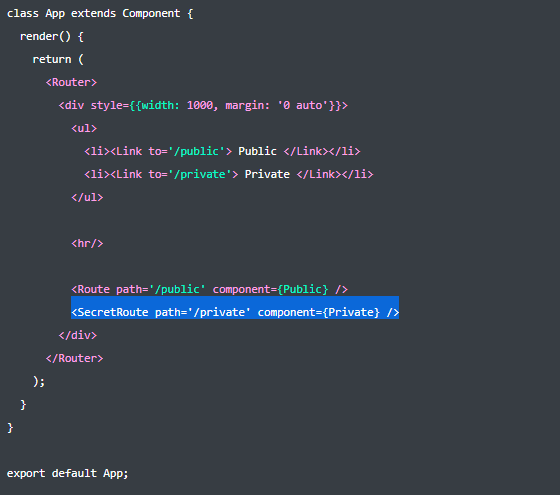 class App extends Component {
  render() {
    return (
      <Router>
        <div style={{width: 1000, margin: '0 auto'}}>
          <ul>
            <li><Link to='/public'> Public </Link></li>
            <li><Link to='/private'> Private </Link></li>
          </ul>

          <hr/>

          <Route path='/public' component={Public} />
          <SecretRoute path='/private' component={Private} />
        </div>
      </Router>
    );
  }
}

export default App;